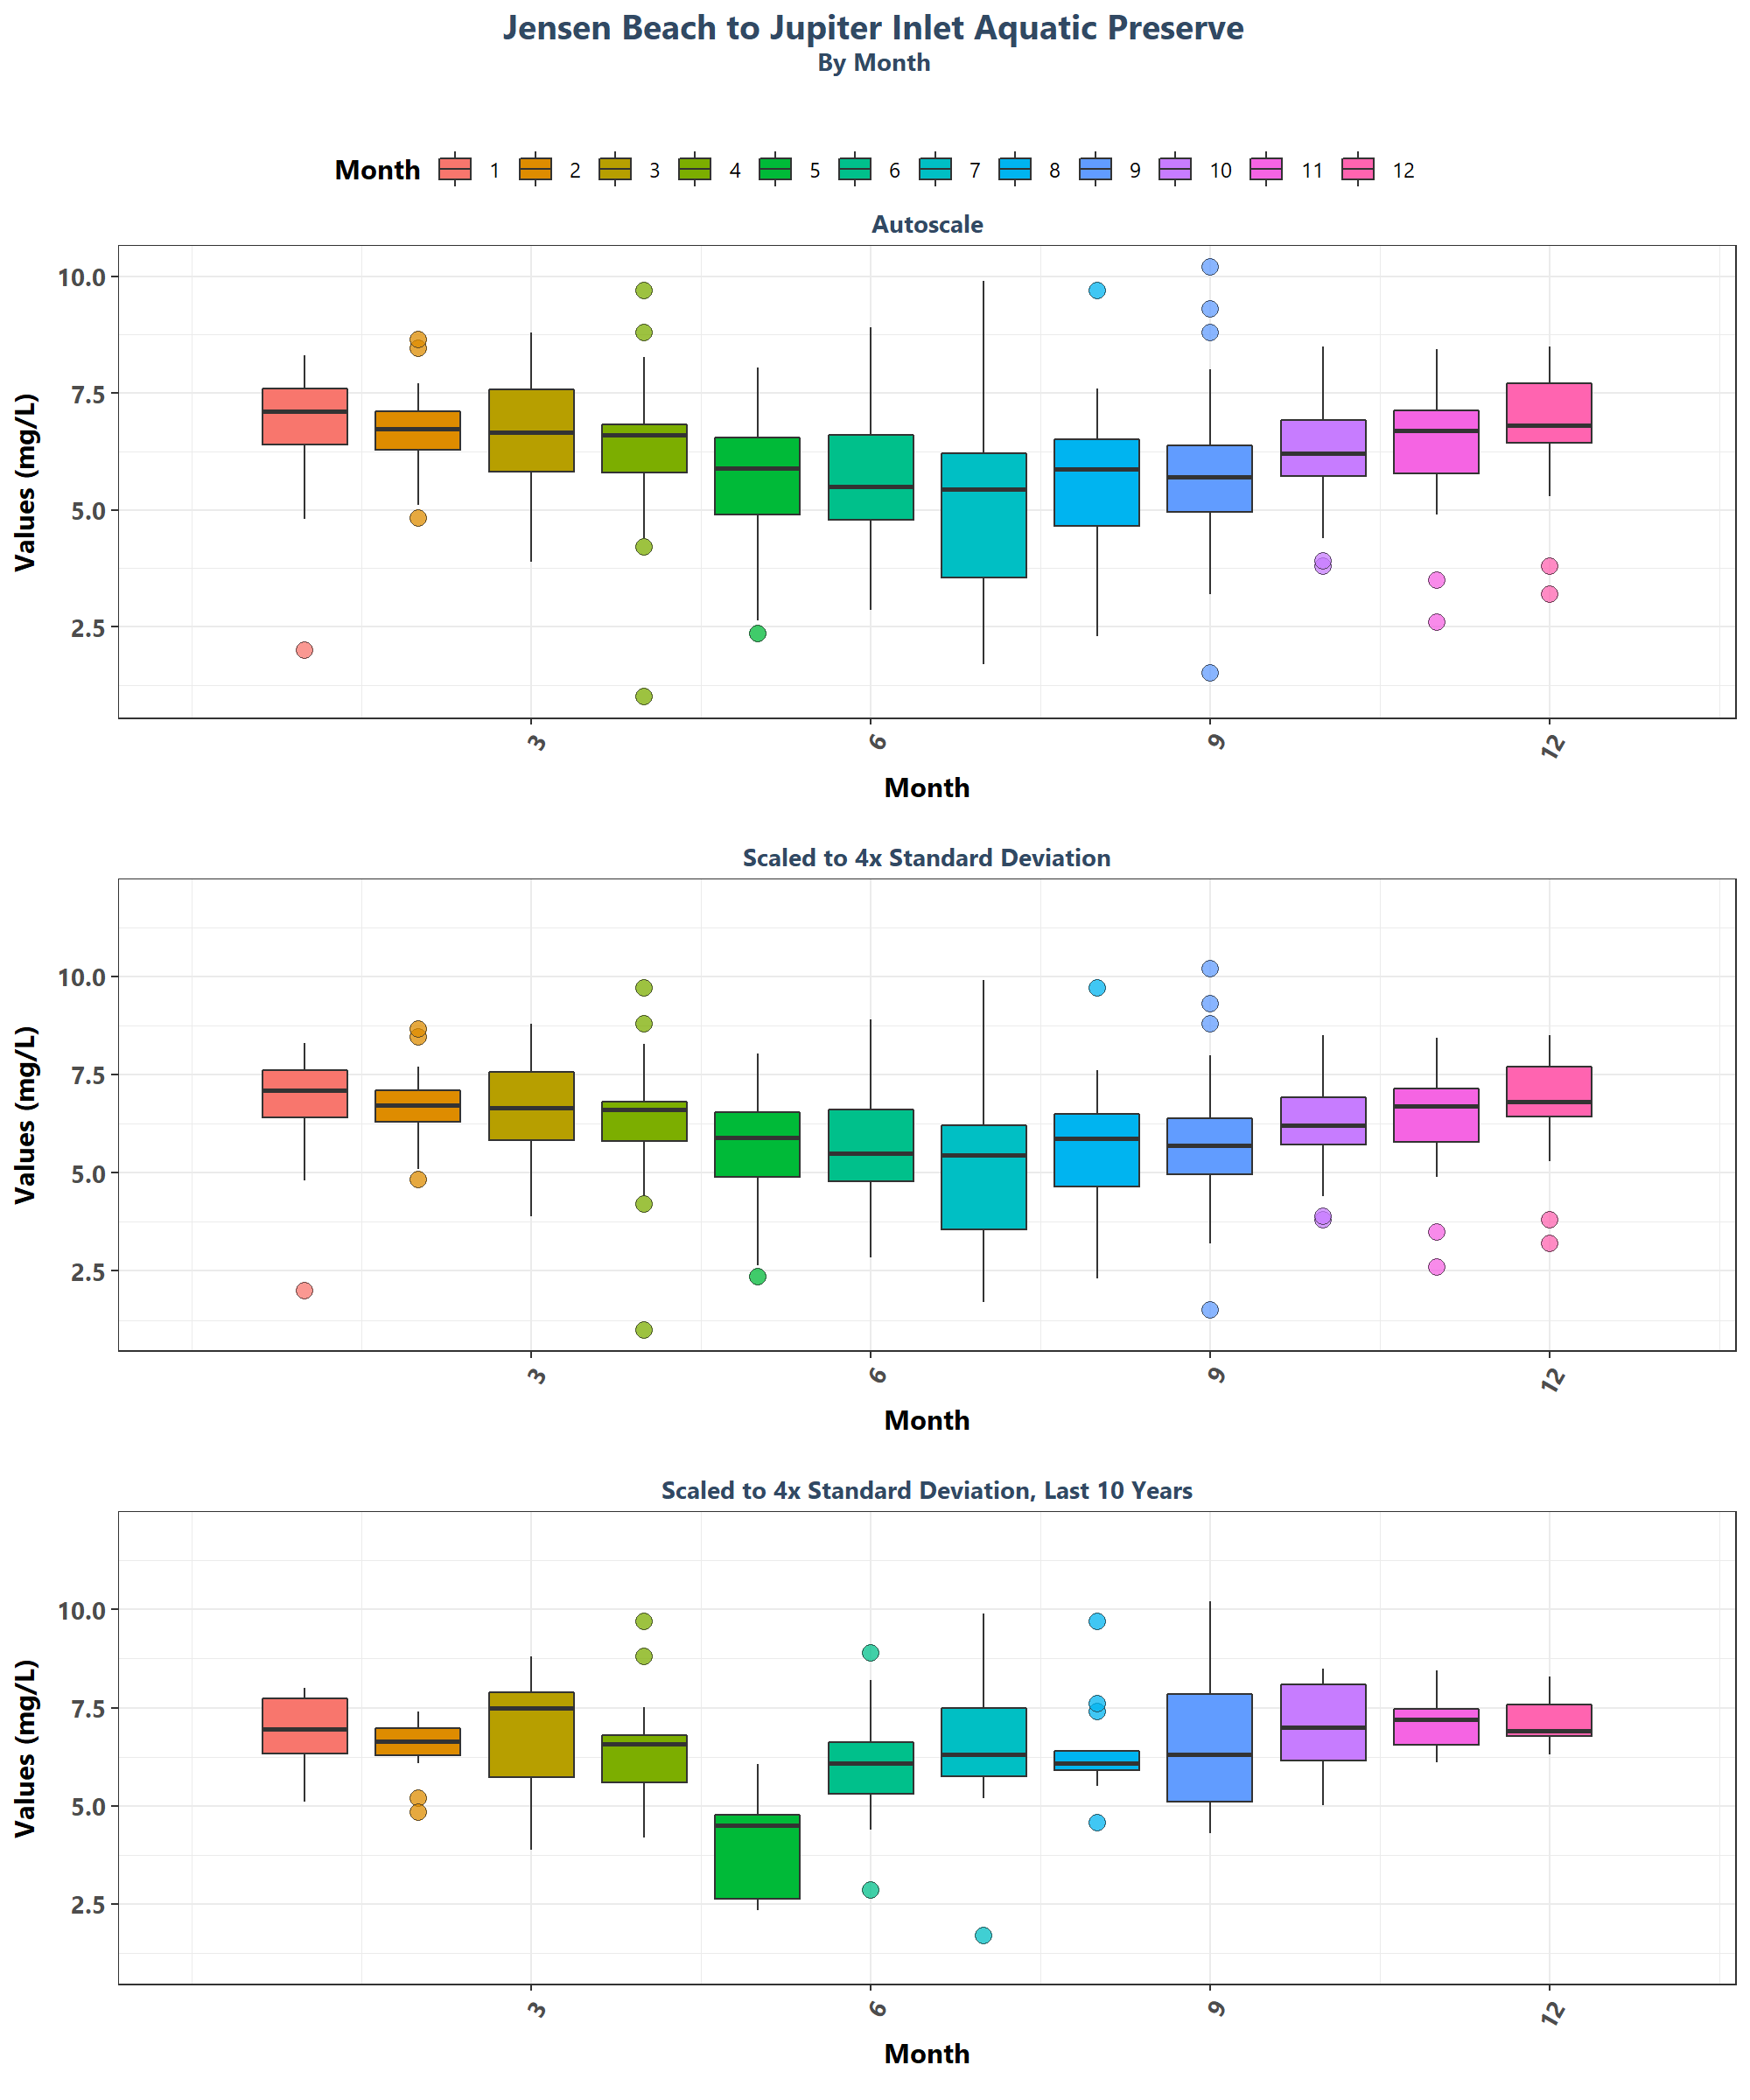 Jensen Beach to Jupiter Inlet Aquatic Preserve
By Month
Month 1 2 3 4 5 6 7 8 9 10 11 12
Autoscale
Values (mg/L)
10.0
7.5
5.0
2.5
3 6 9 12
Month
Scaled to 4x Standard Deviation
Values (mg/L)
10.0
7.5
5.0
2.5
3 6 9 12
Month
Scaled to 4x Standard Deviation, Last 10 Years
Values (mg/L)
10.0
7.5
5.0
2.5
3 6 9 12
Month